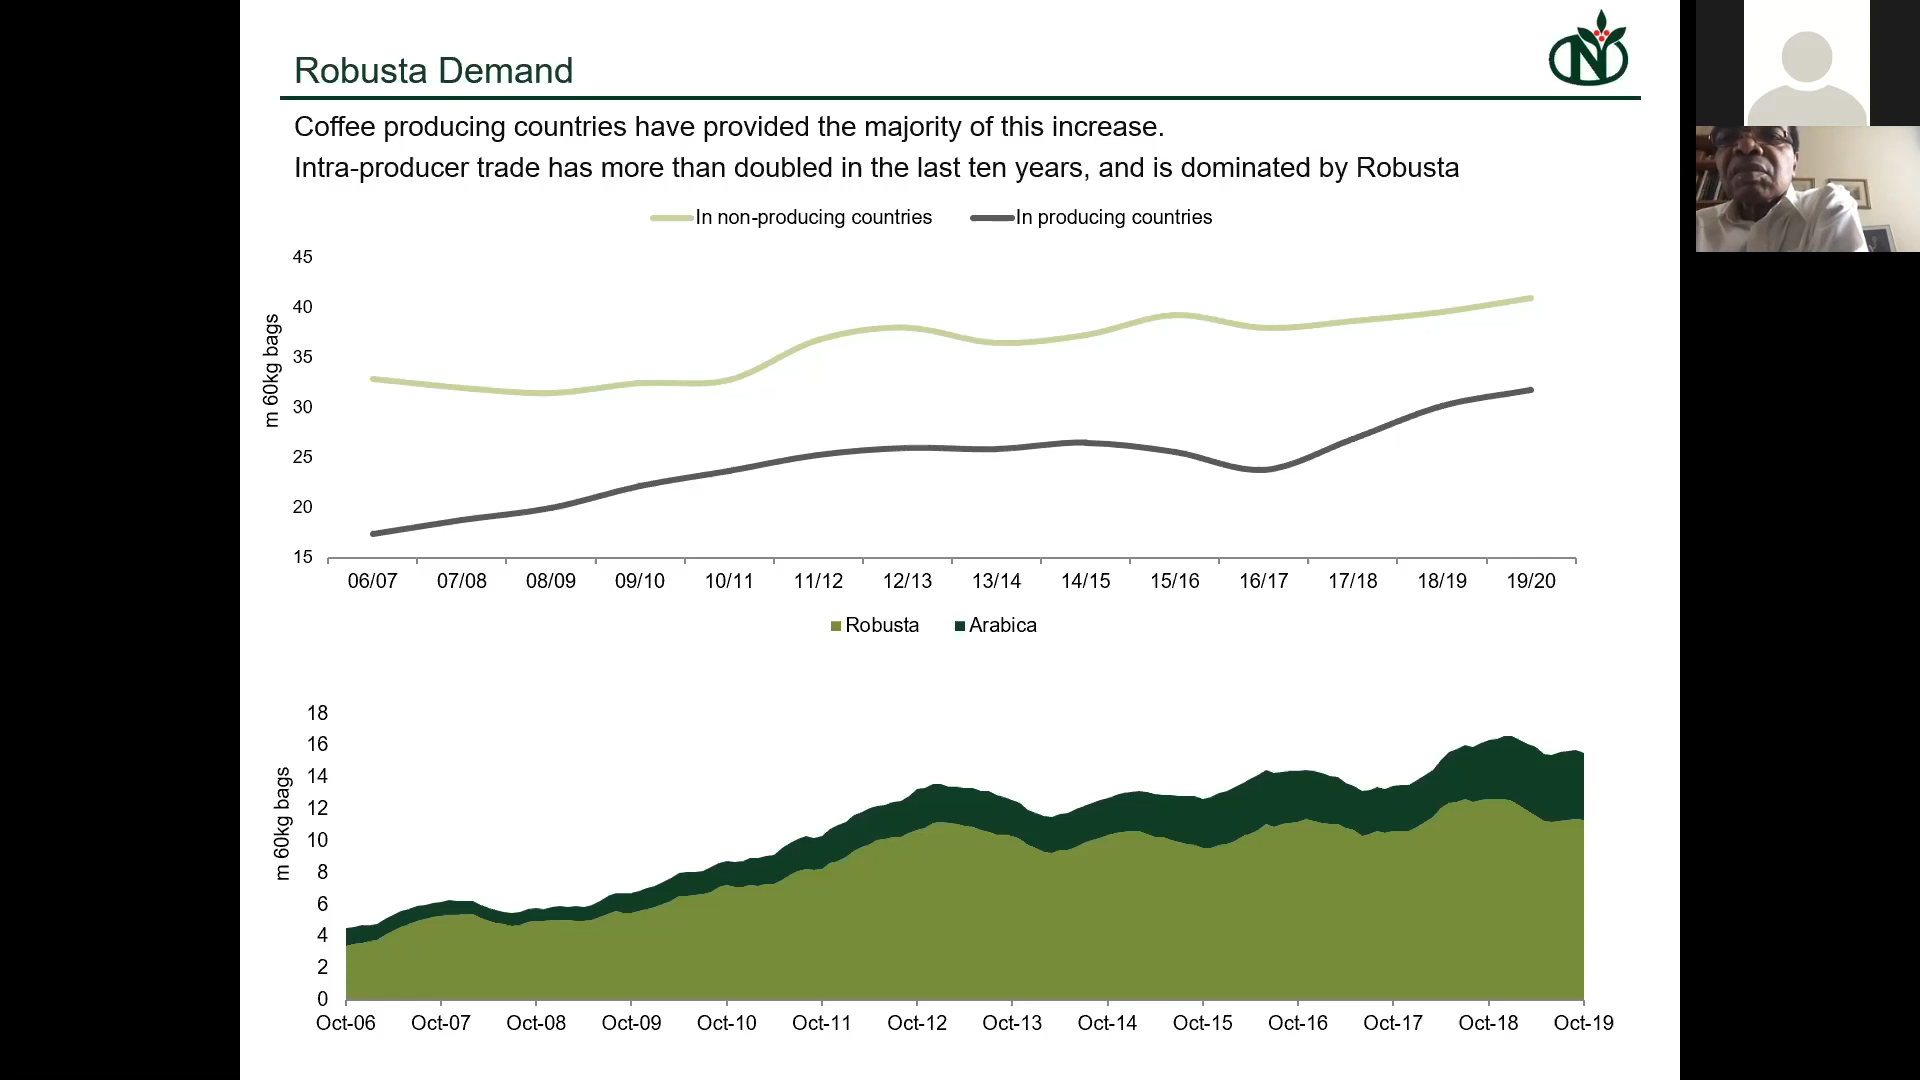 Robusta Demand
N
Coffee producing countries have provided the majority of this increase.
Intra-producer trade has more than doubled in the last ten years, and is dominated by Robusta
In non-producing countries In producing countries
m 60kg bags
45
40
35
30
25
20
15
06/07 07/08 08/09 09/10 10/11 11/12 12/13 13/14 14/15 15/16 16/17 17/18 18/19 19/20
Robusta Arabica
m 60kg bags
18
16
14
12
10
8
6
4
2
0
Oct-06 Oct-07 Oct-08 Oct-09 Oct-10 Oct-11 Oct-12 Oct-13 Oct-14 Oct-15 Oct-16 Oct-17 Oct-18 Oct-19